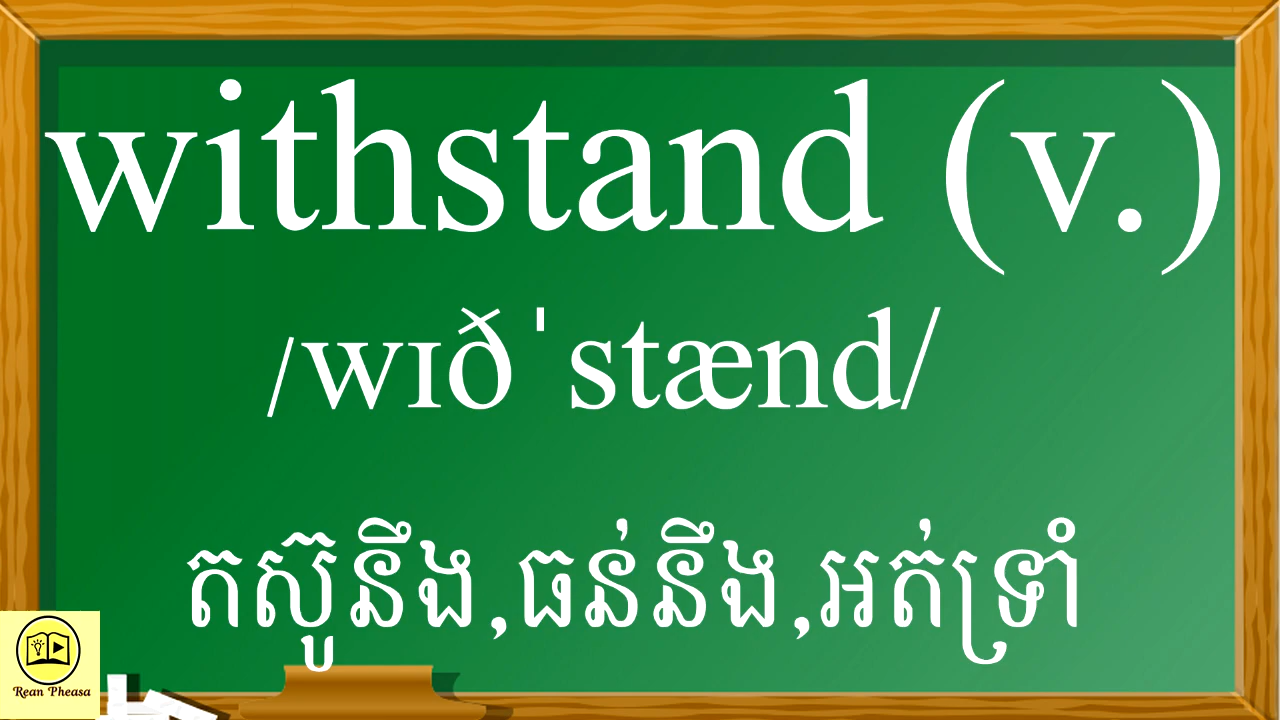 withstand (v.)
/wɪðˈstænd/
តស៊ូនឹង,ធន់នឹង,អត់ទ្រាំ
Rean Pheasa